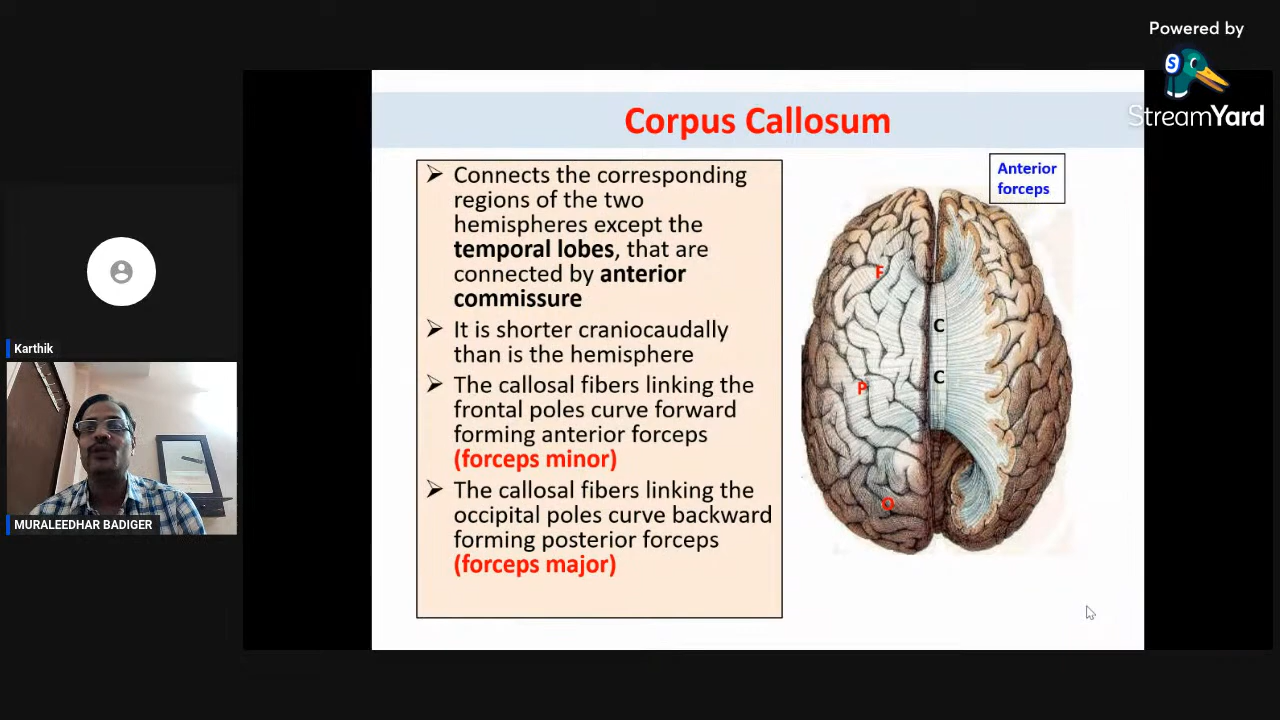 Powered by
S
StreamYard
Corpus Callosum
➢ Connects the corresponding
regions of the two
hemispheres except the
temporal lobes, that are
connected by anterior
commissure
➢ It is shorter craniocaudally
than is the hemisphere
➢ The callosal fibers linking the
frontal poles curve forward
forming anterior forceps
(forceps minor)
➢ The callosal fibers linking the
occipital poles curve backward
forming posterior forceps
(forceps major)
Anterior
forceps
F
C
C
P
O
Karthik
MURALEEDHAR BADIGER